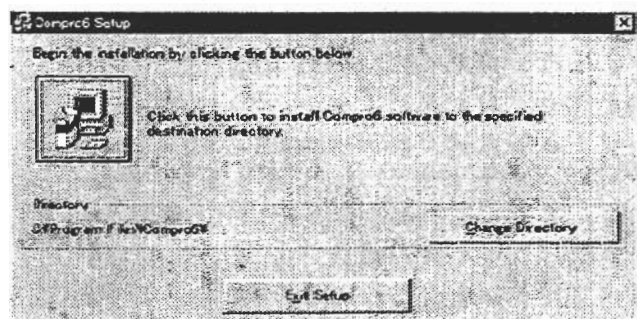 Compro6 Setup
Begin the installation by clicking the button below.
Click this button to install Compro6 software to the specified
destination directory.
Directory
C:¥Program Files¥Compro6¥
Change Directory
Exit Setup